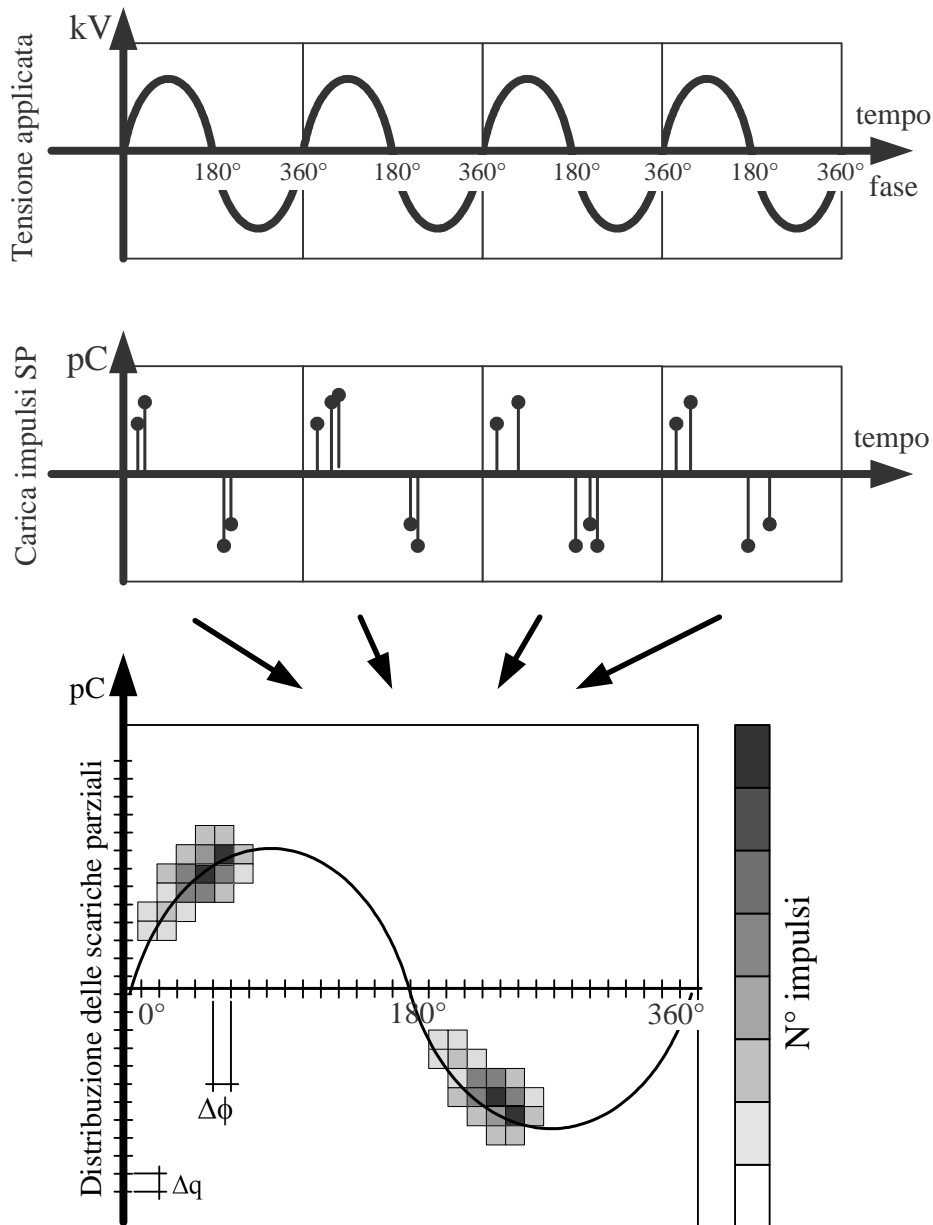 kV
Tensione applicata
tempo
180° 360° 180° 360° 180° 360° 180° 360°
fase
pC
Carica impulsi SP
tempo
pC
Distribuzione delle scariche parziali
0° 180° 360°
Δϕ
Δq
N° impulsi